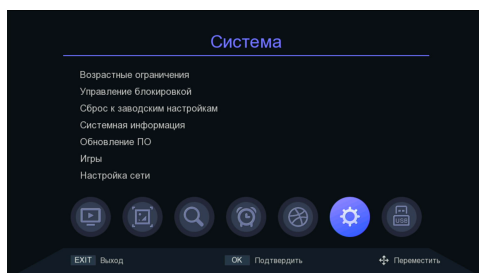 Система
Возрастные ограничения
Управление блокировкой
Сброс к заводским настройкам
Системная информация
Обновление ПО
Игры
Настройка сети
USB
EXIT Выход OK Подтвердить Переместить